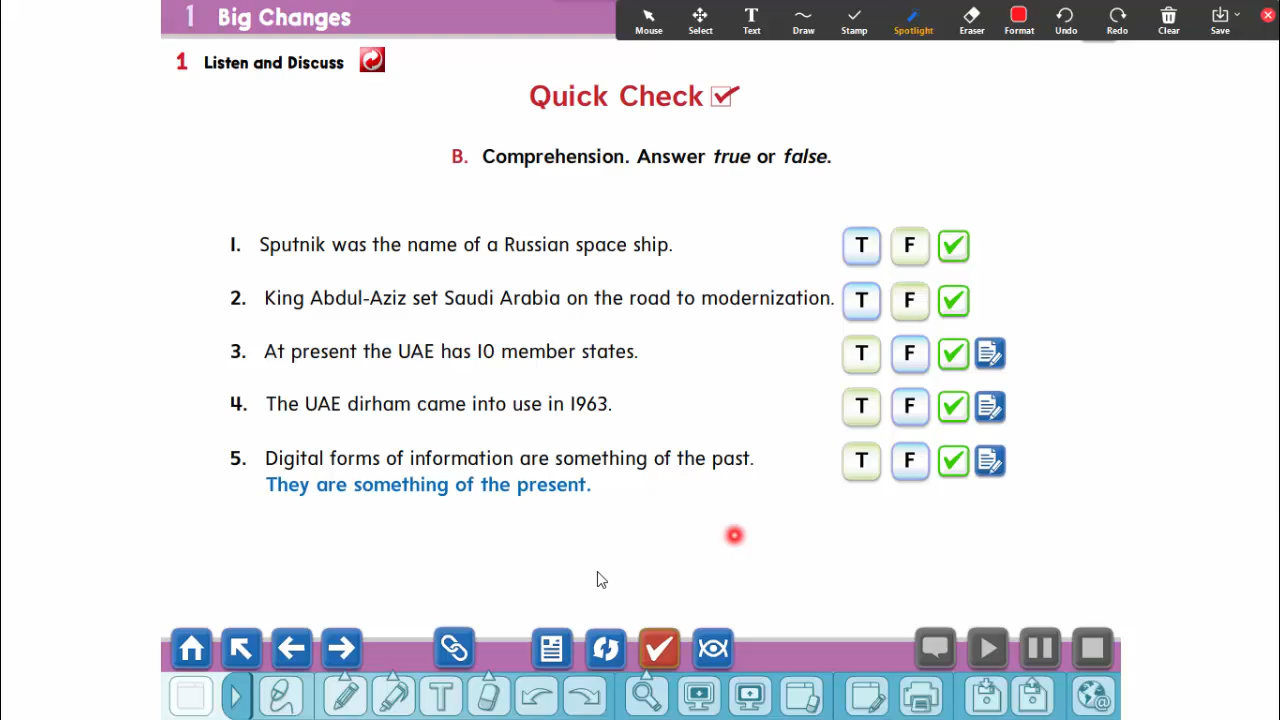 1 Big Changes
Mouse Select Text Draw Stamp Spotlight Eraser Format Undo Redo Clear Save
1 Listen and Discuss
Quick Check
B. Comprehension. Answer true or false.
1. Sputnik was the name of a Russian space ship. T F
2. King Abdul-Aziz set Saudi Arabia on the road to modernization. T F
3. At present the UAE has 10 member states. T F
4. The UAE dirham came into use in 1963. T F
5. Digital forms of information are something of the past. T F
They are something of the present.
T
@